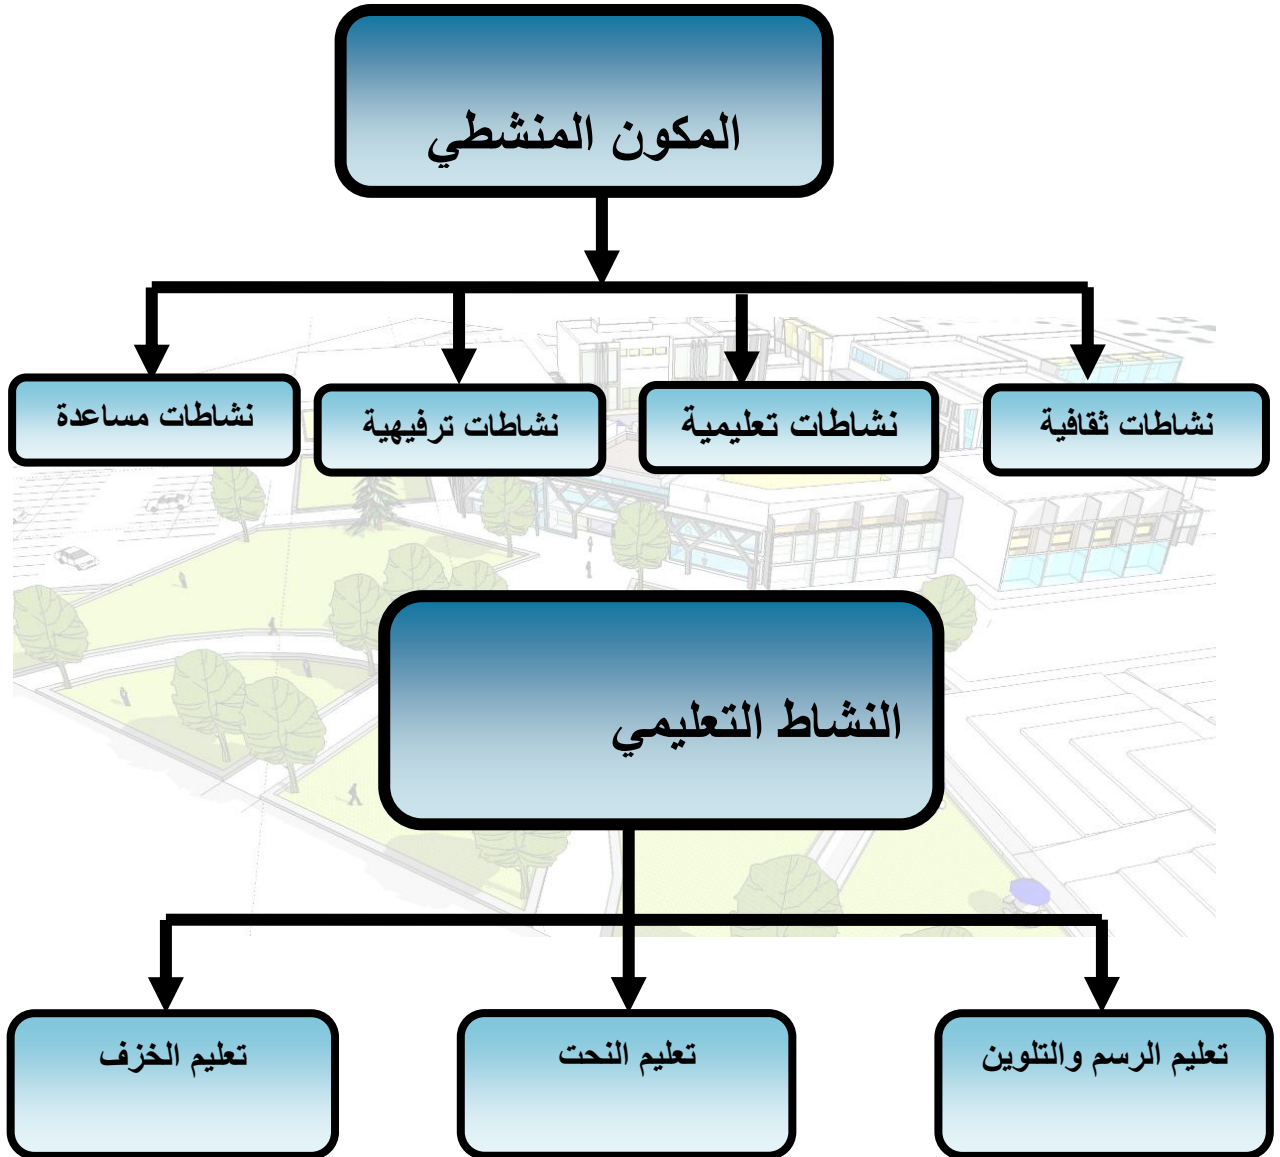 المكون المنشطي
نشاطات ثقافية
نشاطات تعليمية
نشاطات ترفيهية
نشاطات مساعدة
النشاط التعليمي
تعليم الرسم والتلوين
تعليم النحت
تعليم الخزف